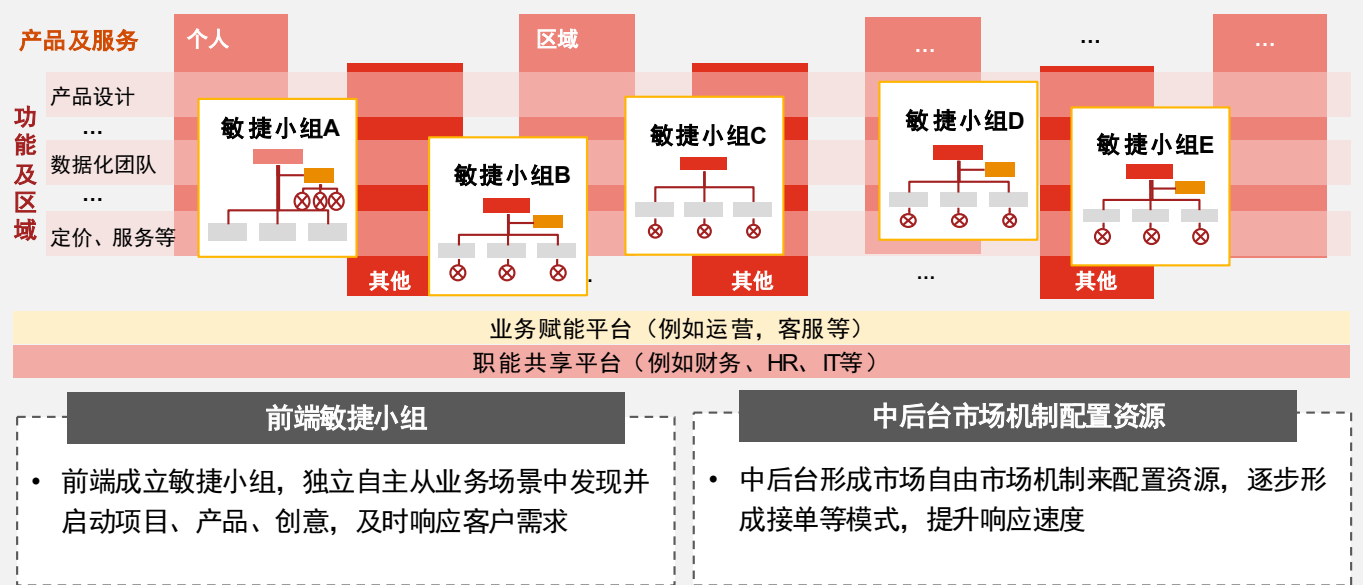 产品及服务
个人
区域
…
…
…
功能及区域
产品设计
…
数据化团队
…
定价、服务等
敏捷小组A
敏捷小组B
敏捷小组C
敏捷小组D
敏捷小组E
其他
.
其他
…
其他
业务赋能平台（例如运营，客服等）
职能共享平台（例如财务、HR、IT等）
前端敏捷小组
• 前端成立敏捷小组，独立自主从业务场景中发现并
启动项目、产品、创意，及时响应客户需求
中后台市场机制配置资源
• 中后台形成市场自由市场机制来配置资源，逐步形
成接单等模式，提升响应速度